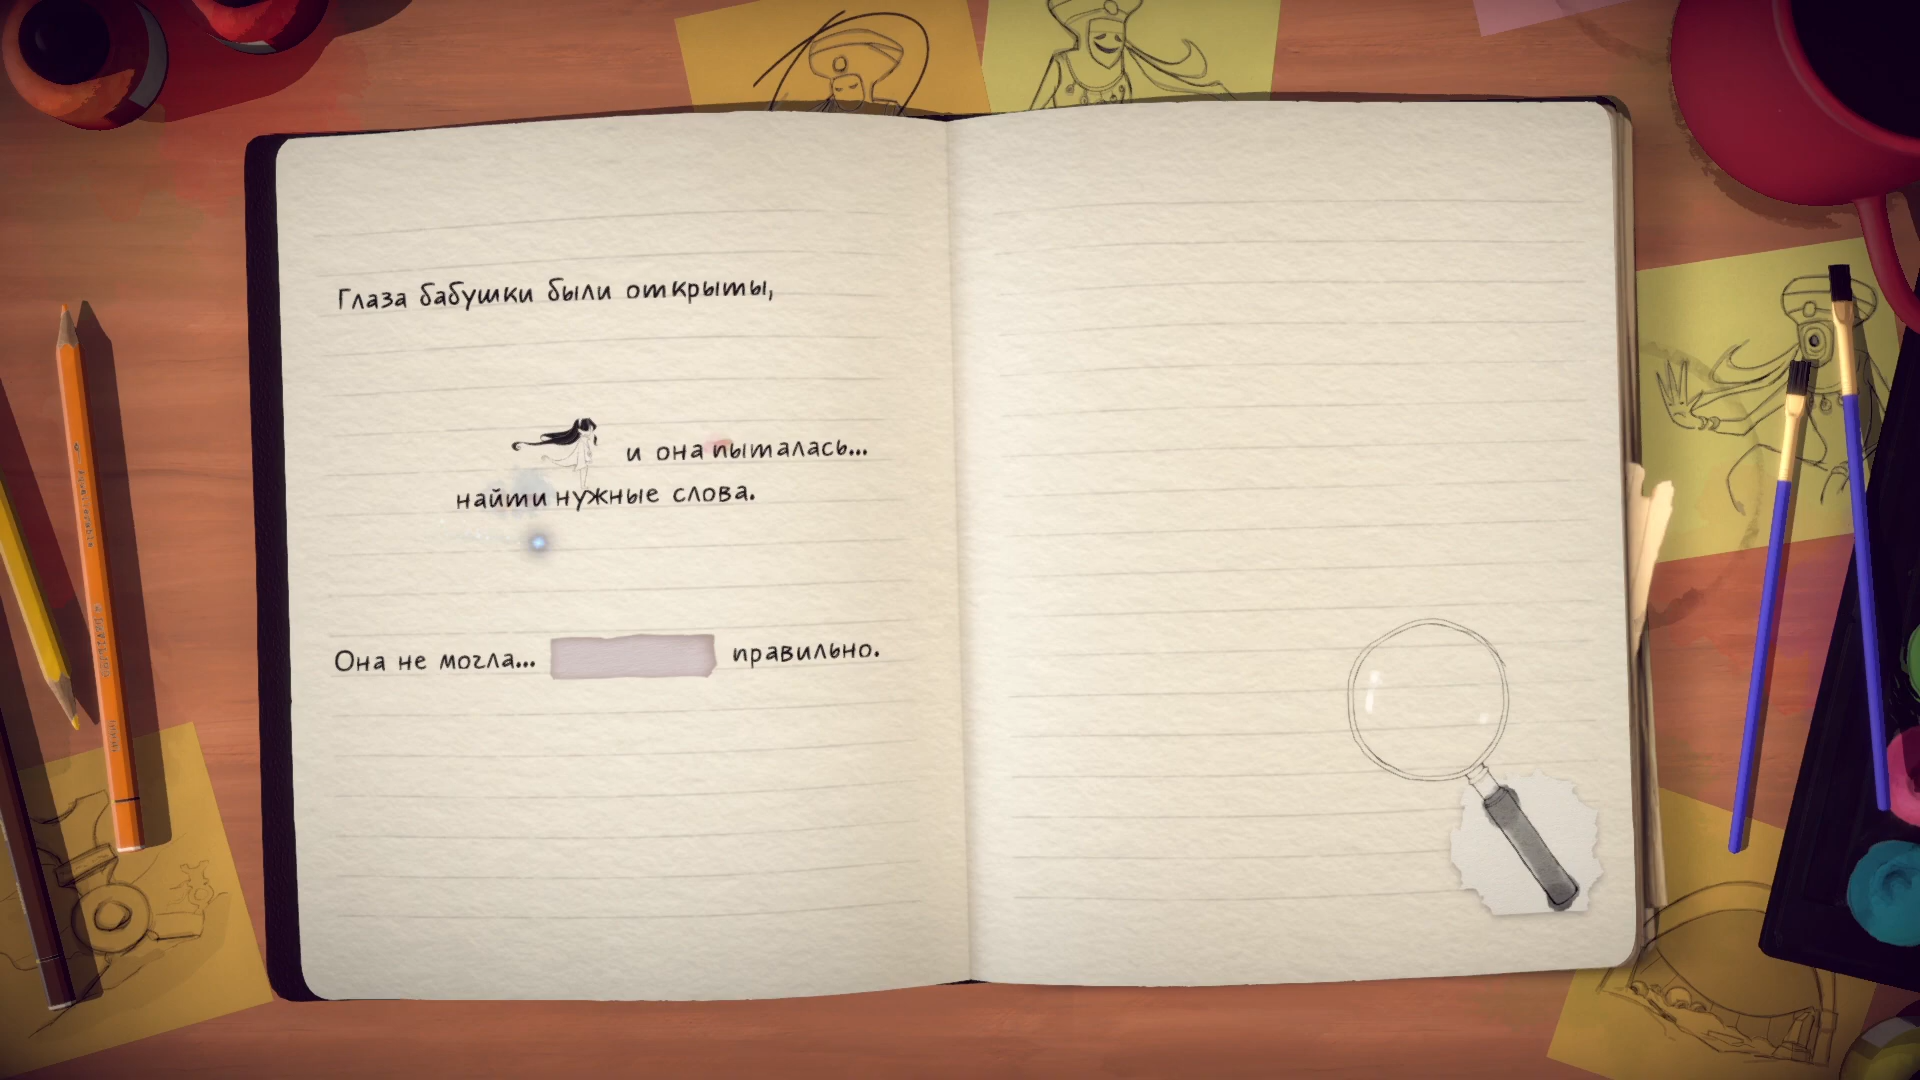 Глаза бабушки были открыты,
и она пыталась...
найти нужные слова.
Она не могла... правильно.